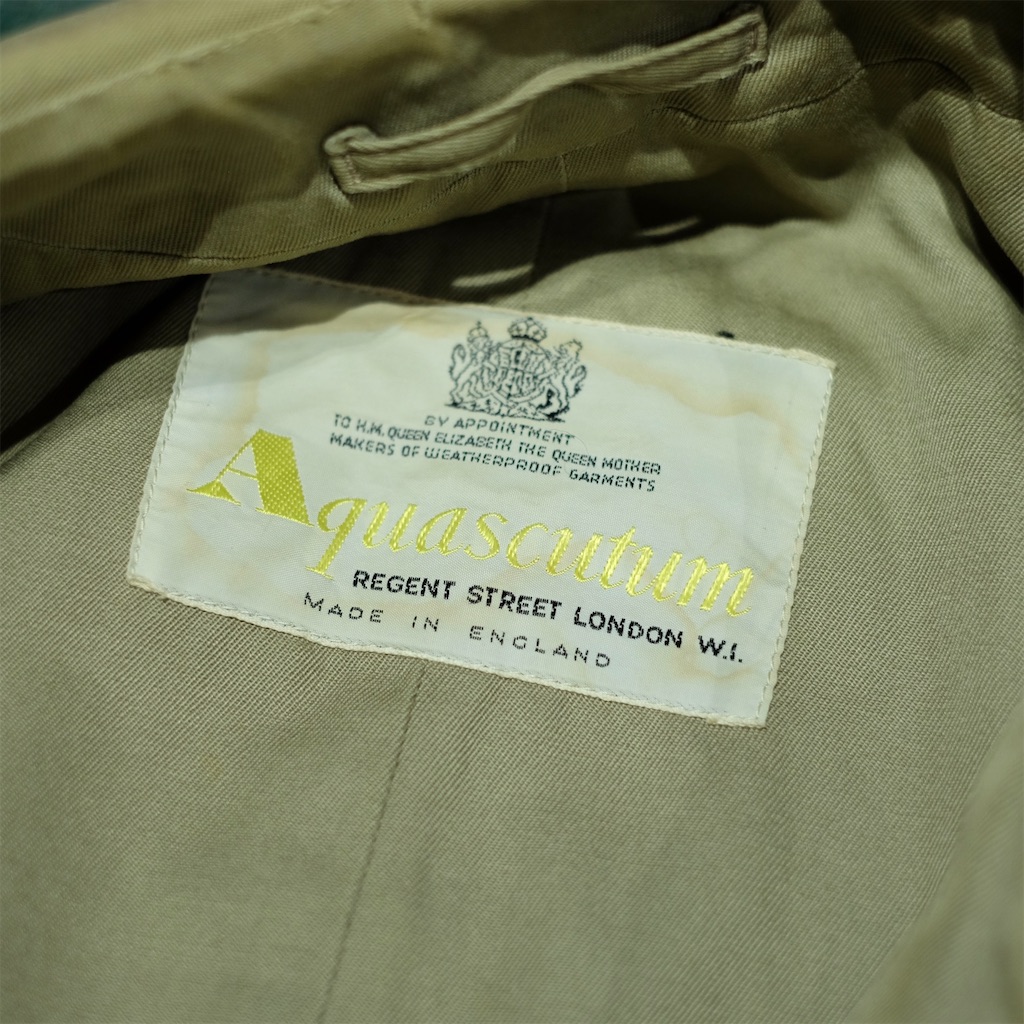 BY APPOINTMENT
TO H.M. QUEEN ELIZABETH THE QUEEN MOTHER
MAKERS OF WEATHERPROOF GARMENTS
Aquascutum
REGENT STREET LONDON W.1.
MADE IN ENGLAND